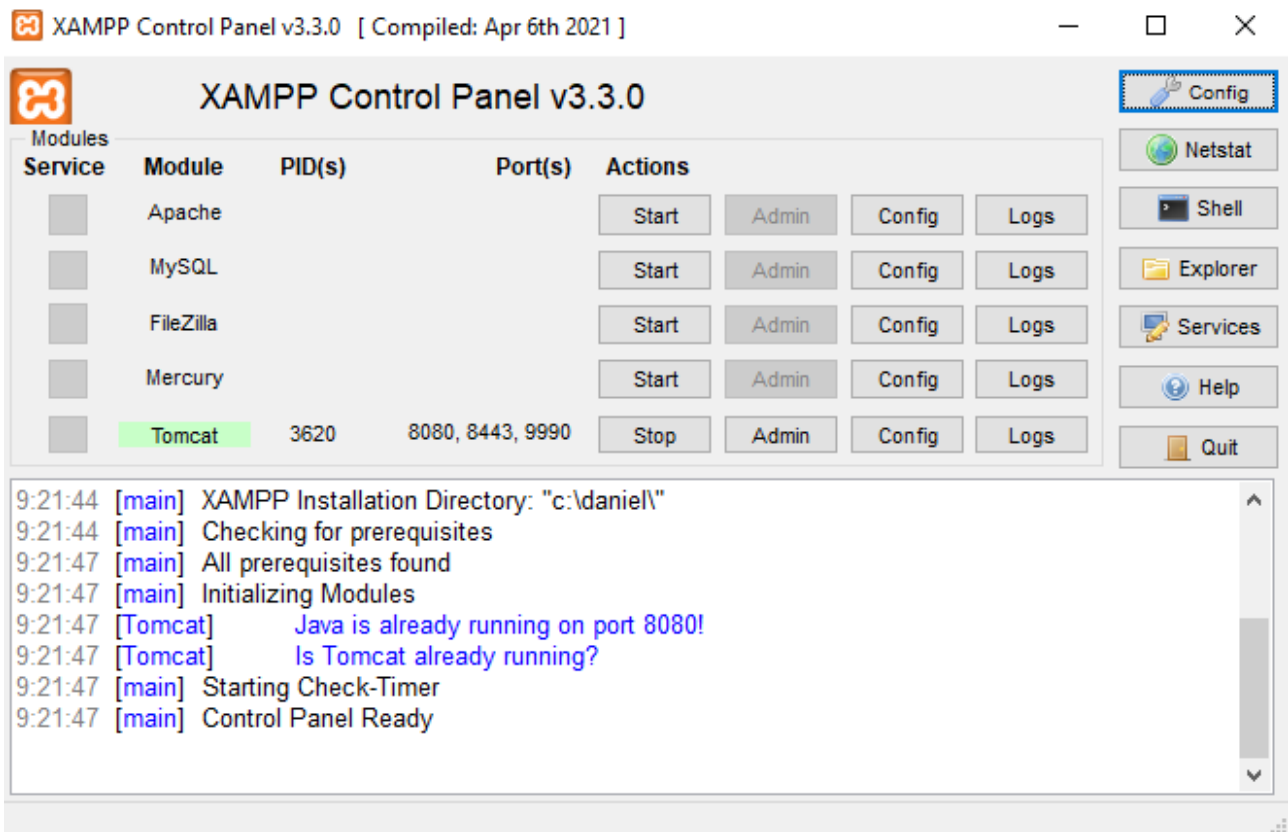 XAMPP Control Panel v3.3.0 [ Compiled: Apr 6th 2021 ]
XAMPP Control Panel v3.3.0
Config
Modules
Netstat
Service Module PID(s) Port(s) Actions
Apache Start Admin Config Logs
Shell
MySQL Start Admin Config Logs
Explorer
FileZilla Start Admin Config Logs
Services
Mercury Start Admin Config Logs
Help
Tomcat 3620 8080, 8443, 9990 Stop Admin Config Logs
Quit
9:21:44 [main] XAMPP Installation Directory: "c:\daniel\"
9:21:44 [main] Checking for prerequisites
9:21:47 [main] All prerequisites found
9:21:47 [main] Initializing Modules
9:21:47 [Tomcat] Java is already running on port 8080!
9:21:47 [Tomcat] Is Tomcat already running?
9:21:47 [main] Starting Check-Timer
9:21:47 [main] Control Panel Ready